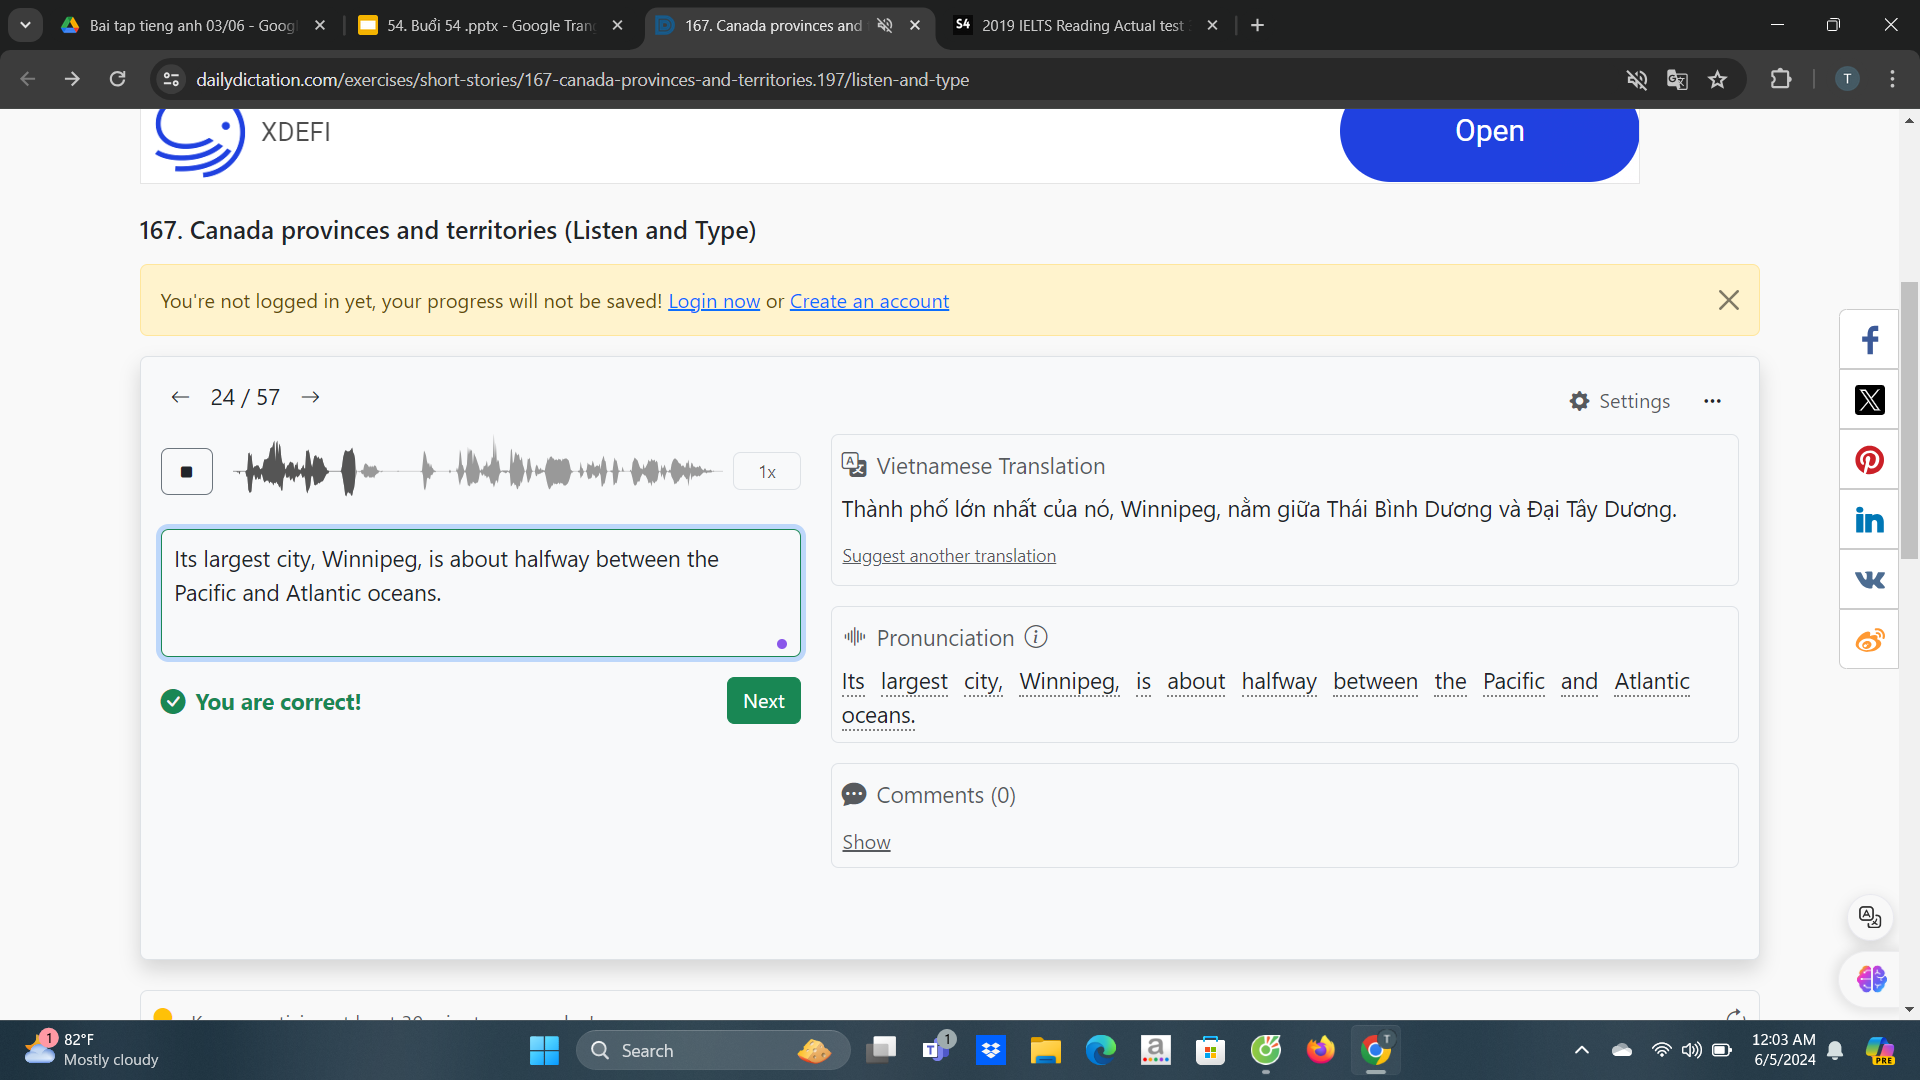 Bai tap tieng anh 03/06 - Googl
54. Buổi 54 .pptx - Google Tran
167. Canada provinces and
S4 2019 IELTS Reading Actual test
dailydictation.com/exercises/short-stories/167-canada-provinces-and-territories.197/listen-and-type
T
XDEFI
Open
167. Canada provinces and territories (Listen and Type)
You're not logged in yet, your progress will not be saved! Login now or Create an account
24 / 57
Settings
1x
Its largest city, Winnipeg, is about halfway between the
Pacific and Atlantic oceans.
You are correct!
Next
Vietnamese Translation
Thành phố lớn nhất của nó, Winnipeg, nằm giữa Thái Bình Dương và Đại Tây Dương.
Suggest another translation
Pronunciation
Its largest city, Winnipeg, is about halfway between the Pacific and Atlantic
oceans.
Comments (0)
Show
1
82°F
Mostly cloudy
Search
1
T
12:03 AM
6/5/2024
PRE